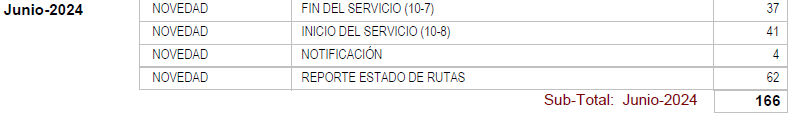 Junio-2024 NOVEDAD FIN DEL SERVICIO (10-7) 37
NOVEDAD INICIO DEL SERVICIO (10-8) 41
NOVEDAD NOTIFICACIÓN 4
NOVEDAD REPORTE ESTADO DE RUTAS 62
Sub-Total: Junio-2024 166